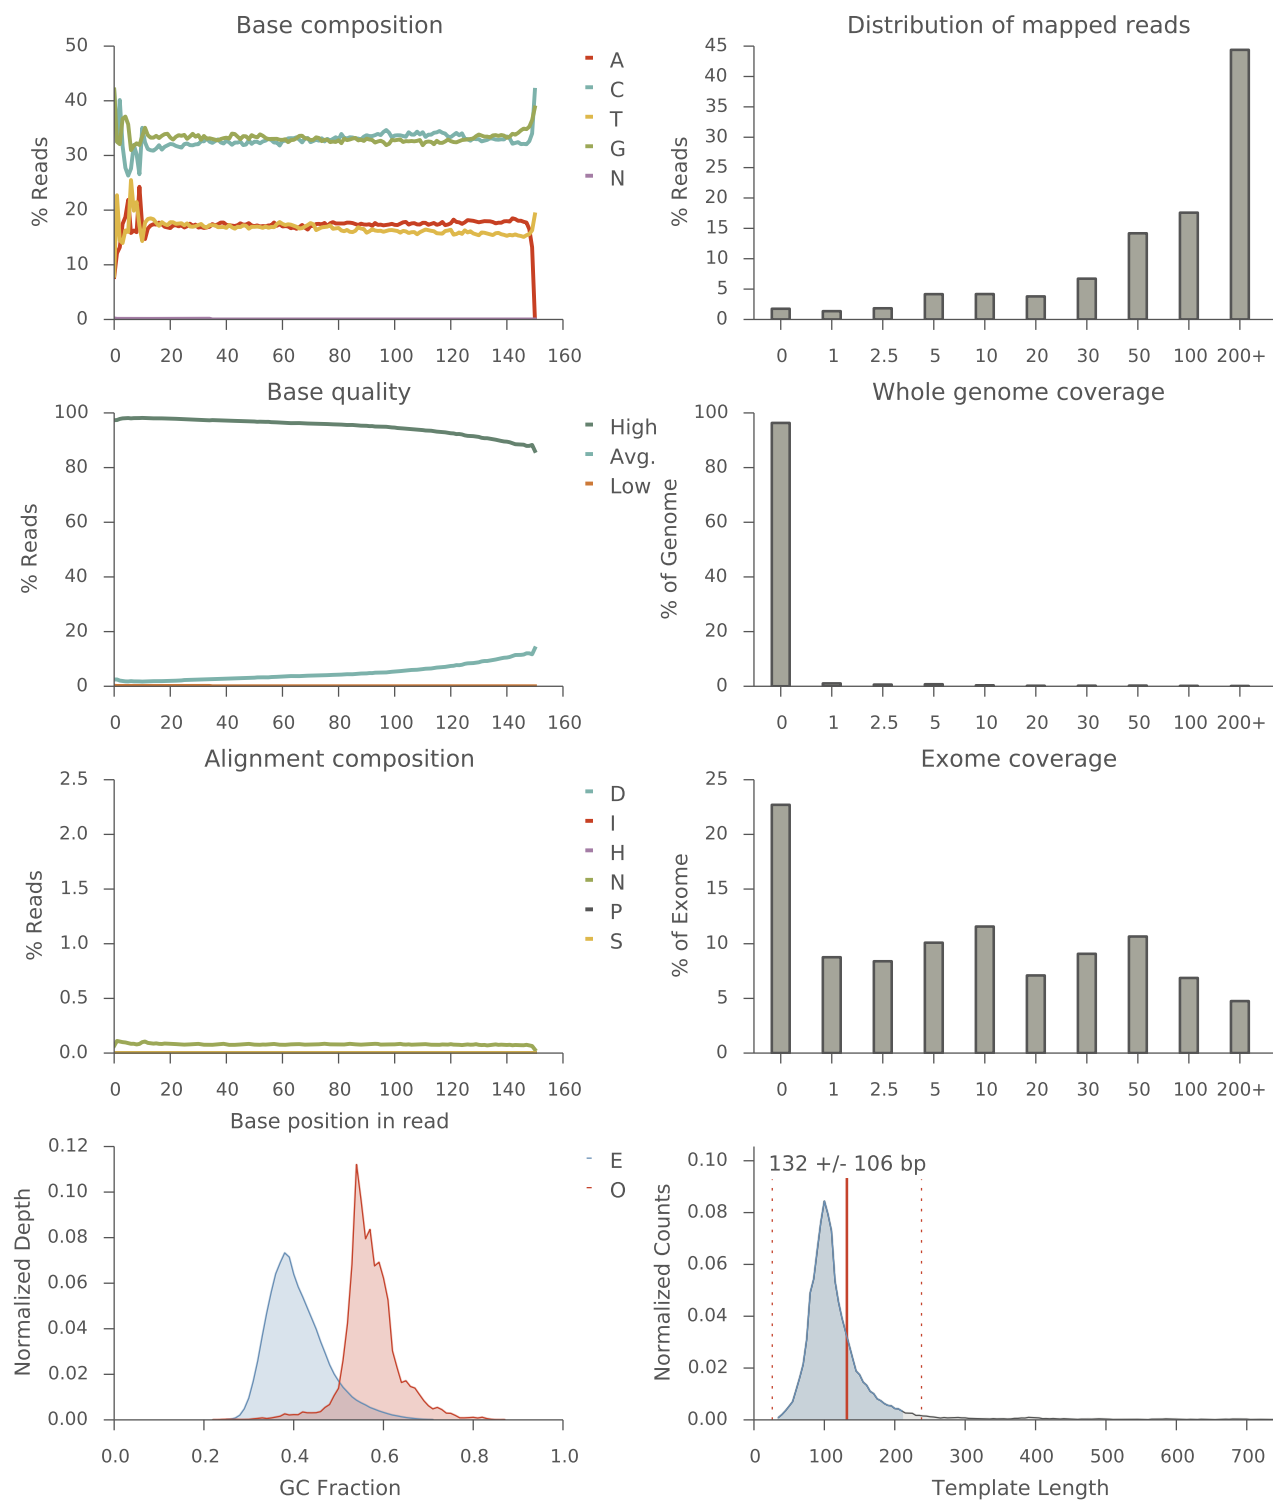 Base composition
% Reads
50
40
30
20
10
0
0 20 40 60 80 100 120 140 160
A
C
T
G
N
Distribution of mapped reads
% Reads
45
40
35
30
25
20
15
10
5
0
0 1 2.5 5 10 20 30 50 100 200+
Base quality
% Reads
100
80
60
40
20
0
0 20 40 60 80 100 120 140 160
High
Avg.
Low
Whole genome coverage
% of Genome
100
80
60
40
20
0
0 1 2.5 5 10 20 30 50 100 200+
Alignment composition
% Reads
2.5
2.0
1.5
1.0
0.5
0.0
0 20 40 60 80 100 120 140 160
Base position in read
D
I
H
N
P
S
Exome coverage
% of Exome
25
20
15
10
5
0
0 1 2.5 5 10 20 30 50 100 200+
Normalized Depth
0.12
0.10
0.08
0.06
0.04
0.02
0.00
0.0 0.2 0.4 0.6 0.8 1.0
GC Fraction
E
O
132 +/- 106 bp
Normalized Counts
0.10
0.08
0.06
0.04
0.02
0.00
0 100 200 300 400 500 600 700
Template Length